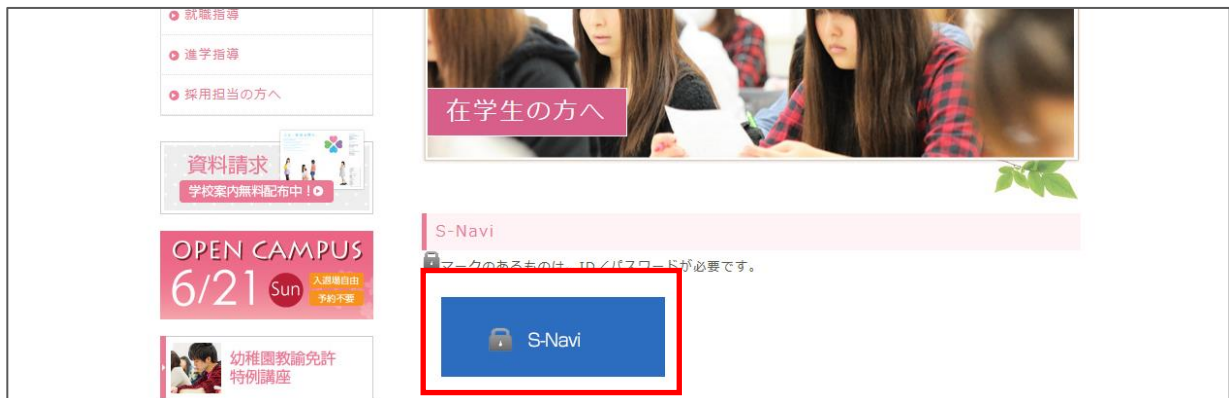 就職指導
進学指導
採用担当の方へ
資料請求
学校案内無料配布中！
OPEN CAMPUS
6/21 Sun
入退場自由
予約不要
幼稚園教諭免許
特例講座
在学生の方へ
S-Navi
マークのあるものは、ID／パスワードが必要です。
S-Navi